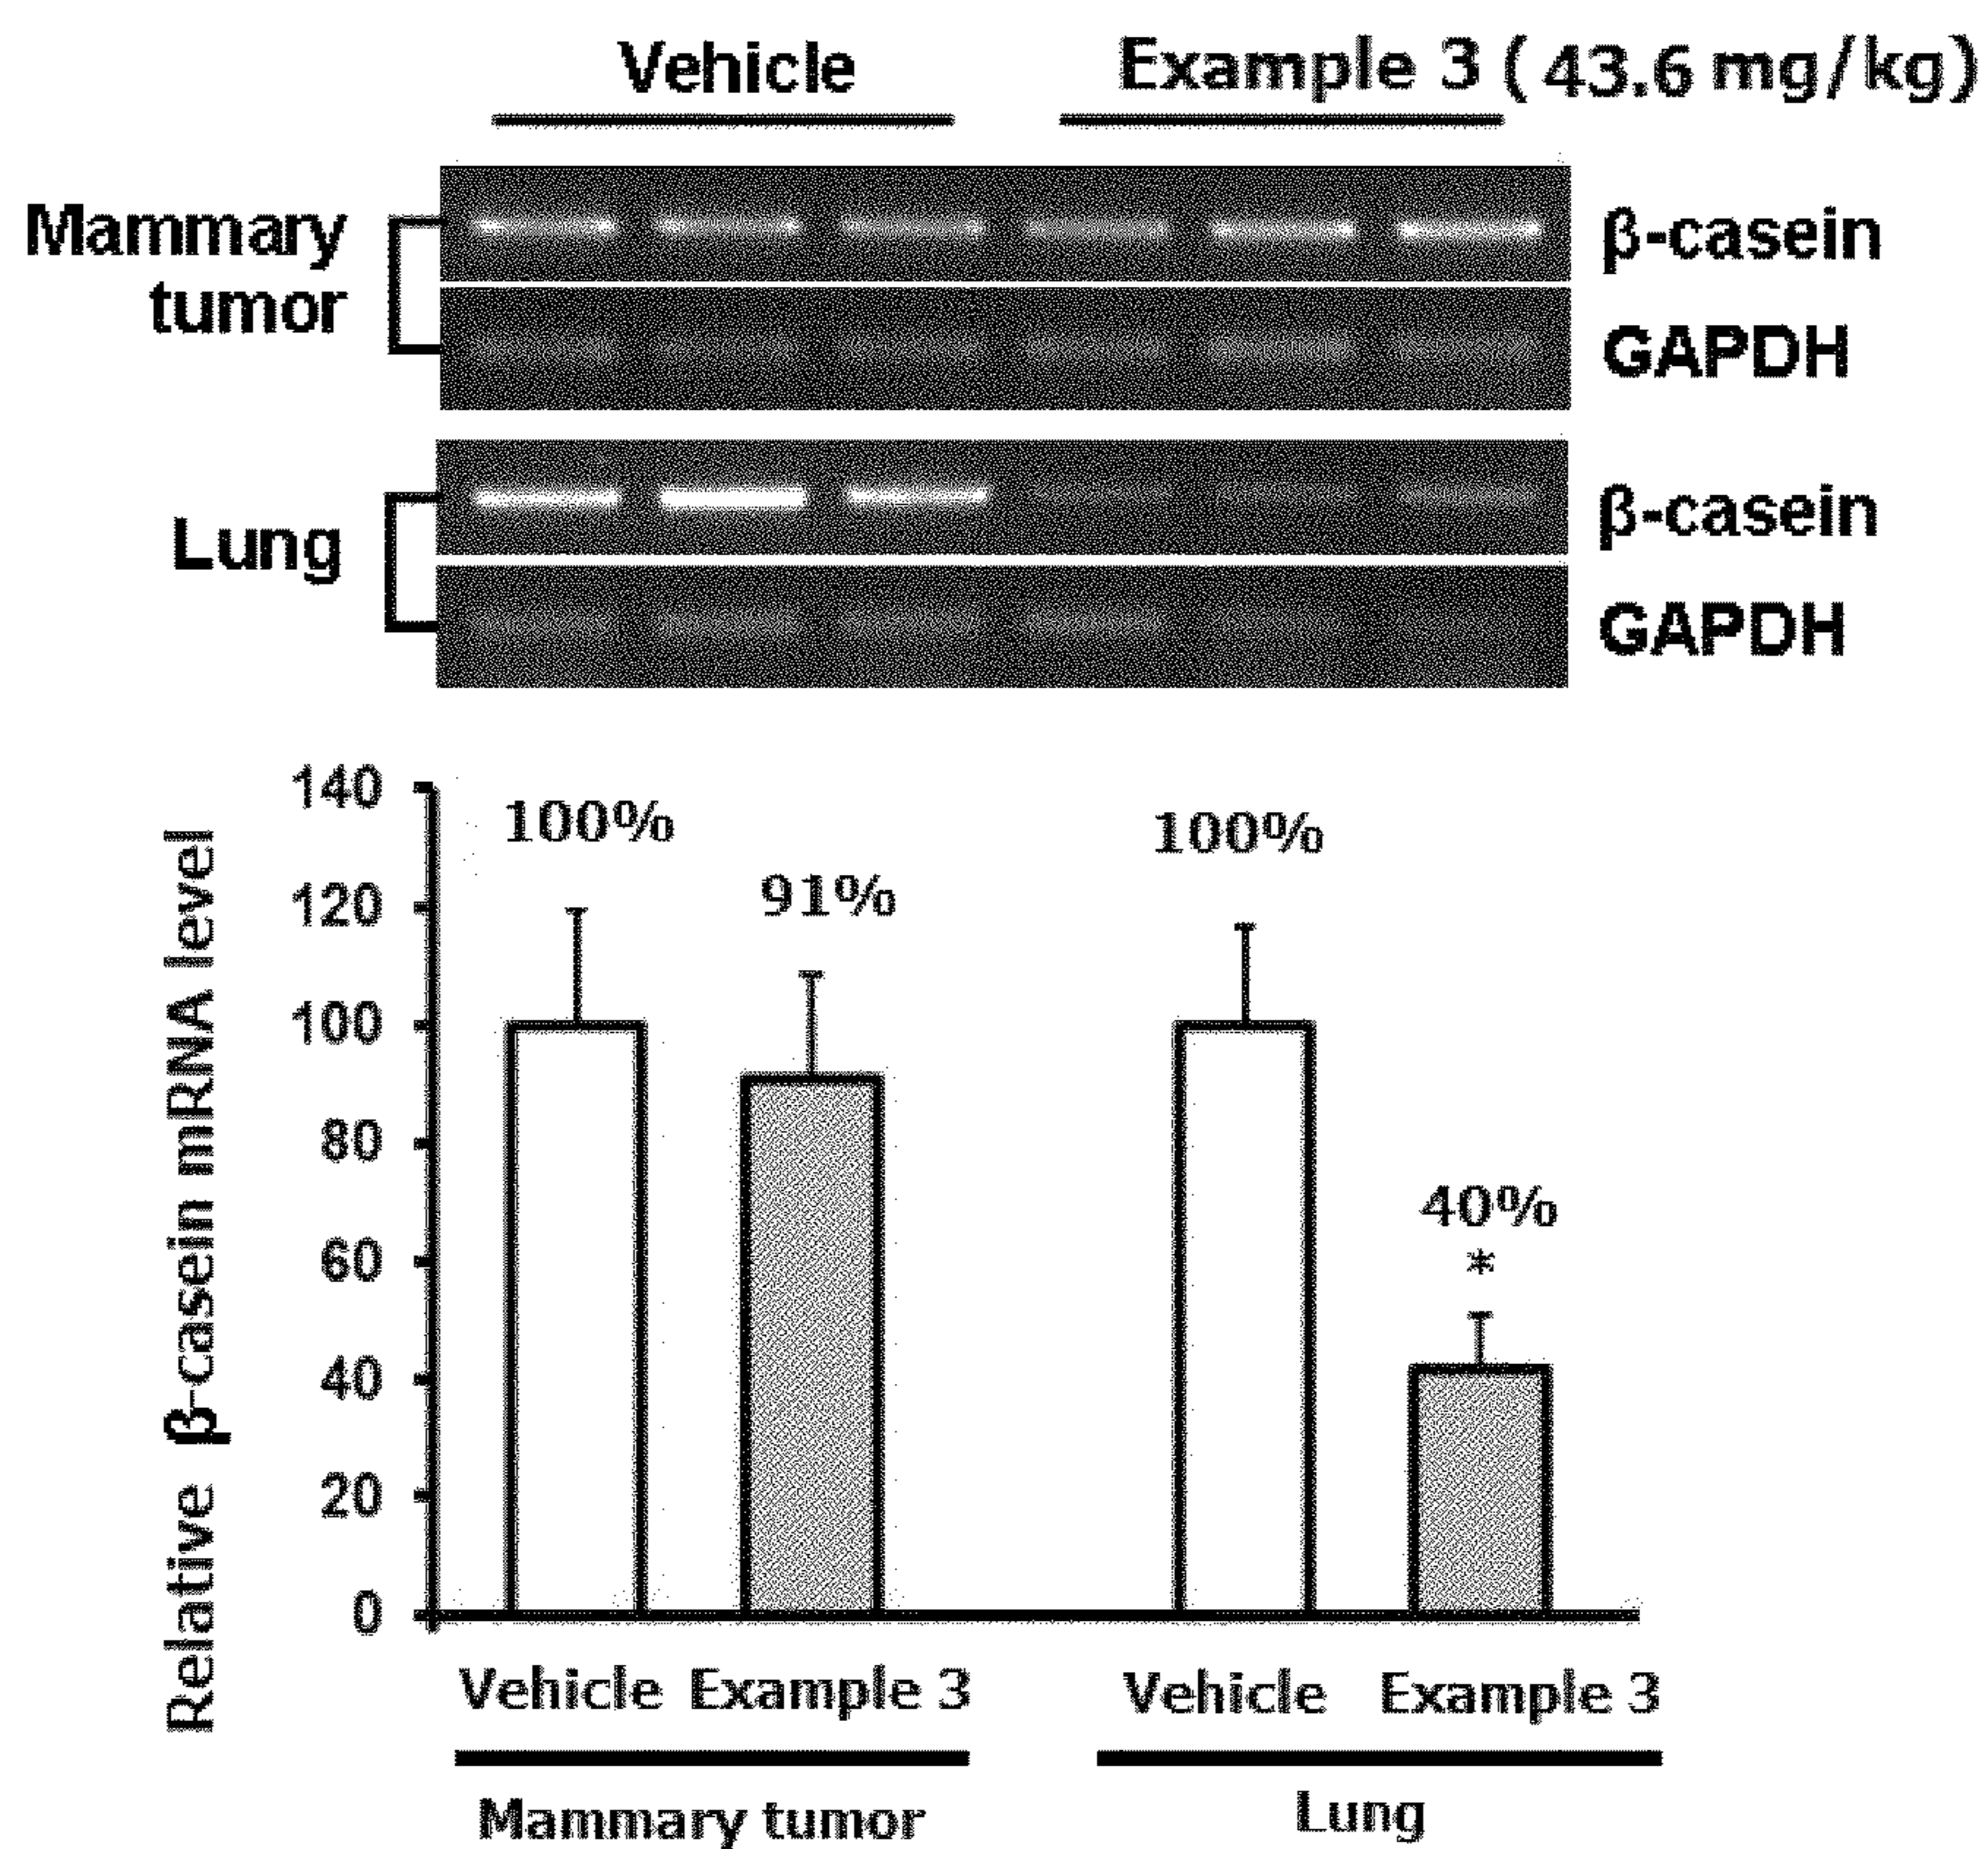 Vehicle
Example 3 (43.6 mg/kg)
Mammary
tumor
β-casein
GAPDH
Lung
β-casein
GAPDH
Relative β-casein mRNA level
140
120
100
80
60
40
20
0
100%
91%
100%
40%
*
Vehicle Example 3
Vehicle Example 3
Mammary tumor
Lung